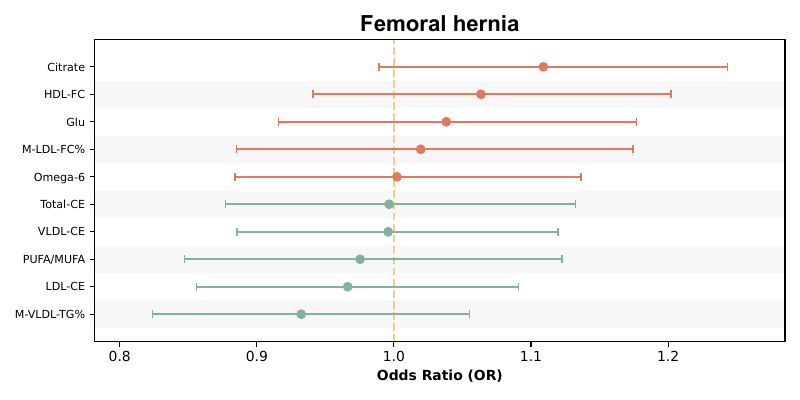 Femoral hernia
Citrate
HDL-FC
Glu
M-LDL-FC%
Omega-6
Total-CE
VLDL-CE
PUFA/MUFA
LDL-CE
M-VLDL-TG%
0.8 0.9 1.0 1.1 1.2
Odds Ratio (OR)